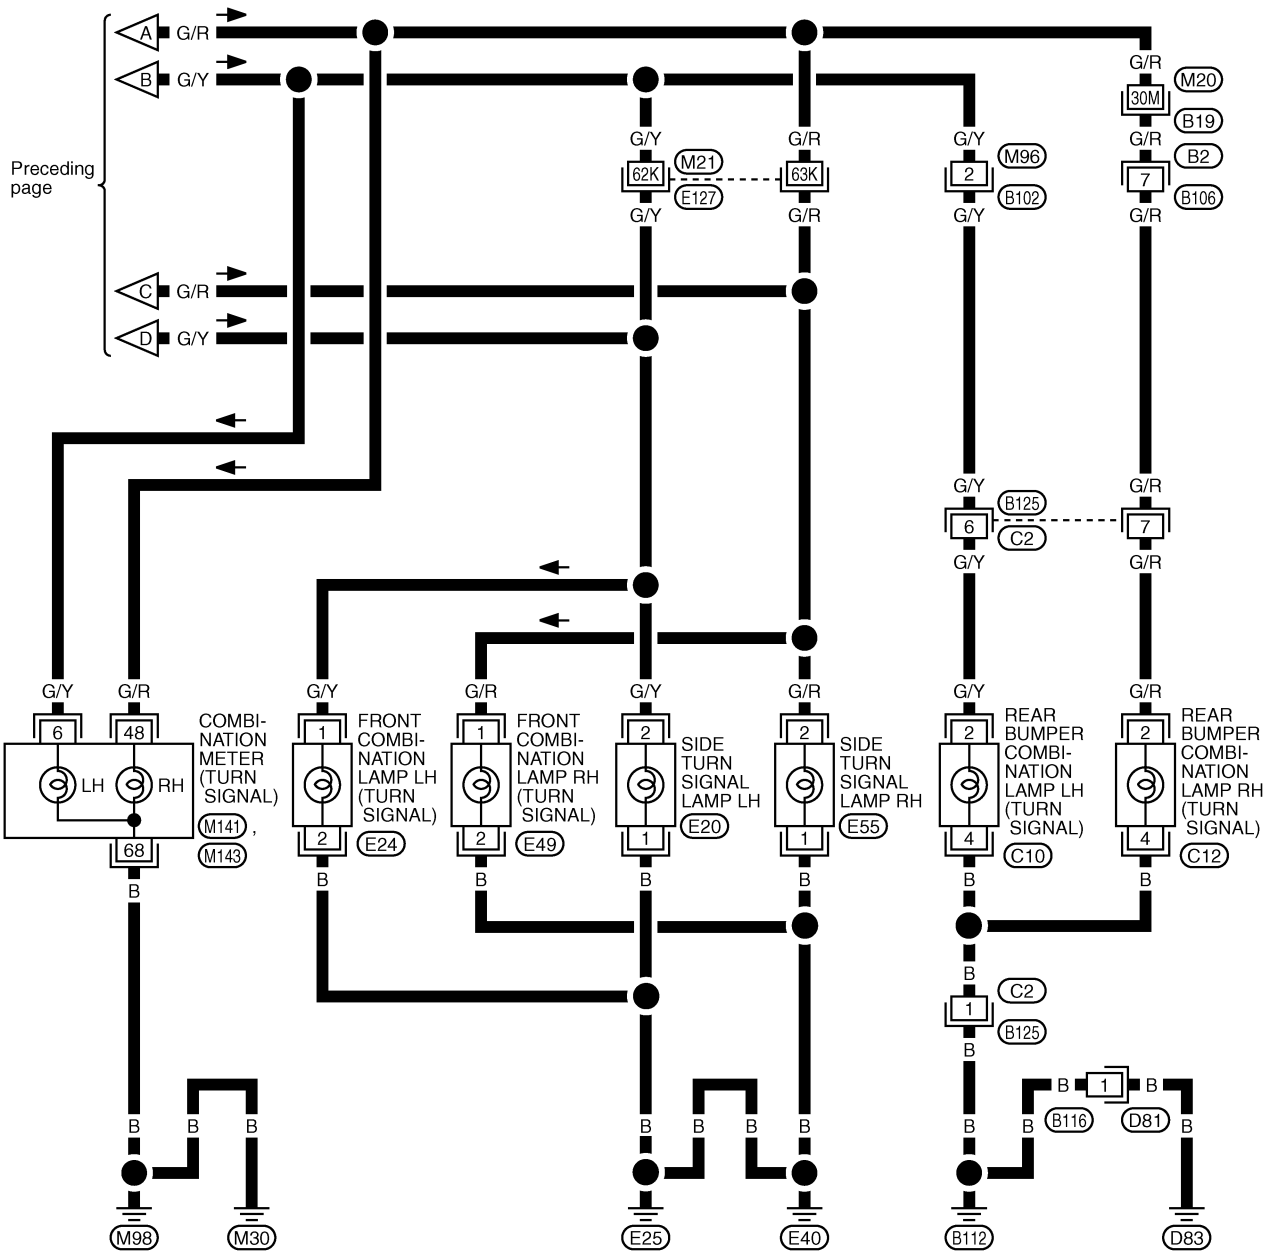 A G/R
B G/Y
G/R
M20
30M
B19
G/Y G/R G/Y G/R
Preceding
page
M21
62K 63K
E127
M96
2
B102
B2
7
B106
G/Y G/R G/Y G/R
C G/R
D G/Y
G/Y G/R
B125
6 7
C2
G/Y G/R
G/Y G/R G/Y G/R G/Y G/R G/Y G/R
6 48 1 1 2 2 2 2
LH RH
68
COMBI-
NATION
METER
(TURN
SIGNAL)
M141 ,
M143
FRONT
COMBI-
NATION
LAMP LH
(TURN
SIGNAL)
E24
2
FRONT
COMBI-
NATION
LAMP RH
(TURN
SIGNAL)
E49
2
SIDE
TURN
SIGNAL
LAMP LH
E20
1
SIDE
TURN
SIGNAL
LAMP RH
E55
1
REAR
BUMPER
COMBI-
NATION
LAMP LH
(TURN
SIGNAL)
C10
4
REAR
BUMPER
COMBI-
NATION
LAMP RH
(TURN
SIGNAL)
C12
4
B B B B B B B
B
C2
1
B125
B
B 1 B
B116 D81
B B B B B B B B B B
M98 M30 E25 E40 B112 D83